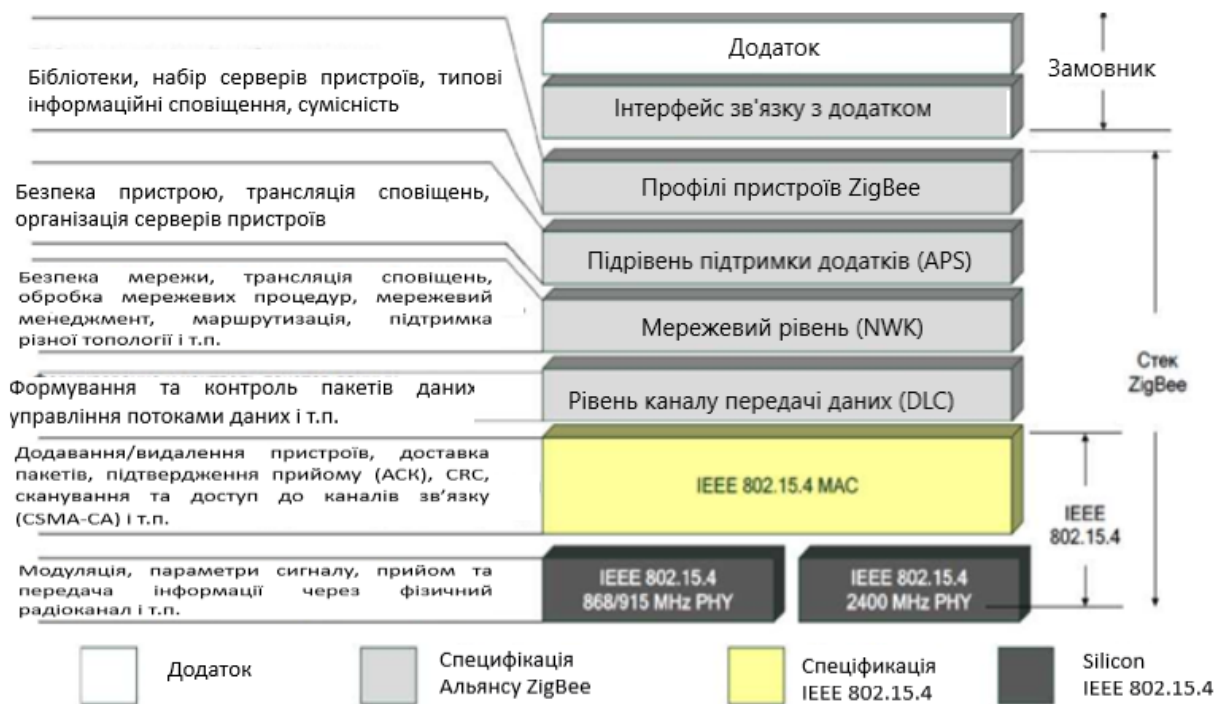 Додаток
Замовник
Бібліотеки, набір серверів пристроїв, типові
інформаційні сповіщення, сумісність
Інтерфейс зв'язку з додатком
Профілі пристроїв ZigBee
Безпека пристрою, трансляція сповіщень,
організація серверів пристроїв
Підрівень підтримки додатків (APS)
Безпека мережи, трансляція сповіщень,
обробка мережевих процедур, мережевий
менеджмент, маршрутизація, підтримка
різної топології і т.п.
Мережевий рівень (NWK)
Стек
ZigBee
Формування та контроль пакетів даних
управління потоками даних і т.п.
Рівень каналу передачі даних (DLC)
Додавання/видалення пристроїв, доставка
пакетів, підтвердження прийому (АСК), CRC,
сканування та доступ до каналів зв’язку
(CSMA-CA) і т.п.
IEEE 802.15.4 MAC
IEEE
802.15.4
Модуляція, параметри сигналу, прийом та
передача інформації через фізичний
радіоканал і т.п.
IEEE 802.15.4
868/915 MHz PHY
IEEE 802.15.4
2400 MHz PHY
Додаток
Специфікація
Альянсу ZigBee
Спеціфикація
IEEE 802.15.4
Silicon
IEEE 802.15.4